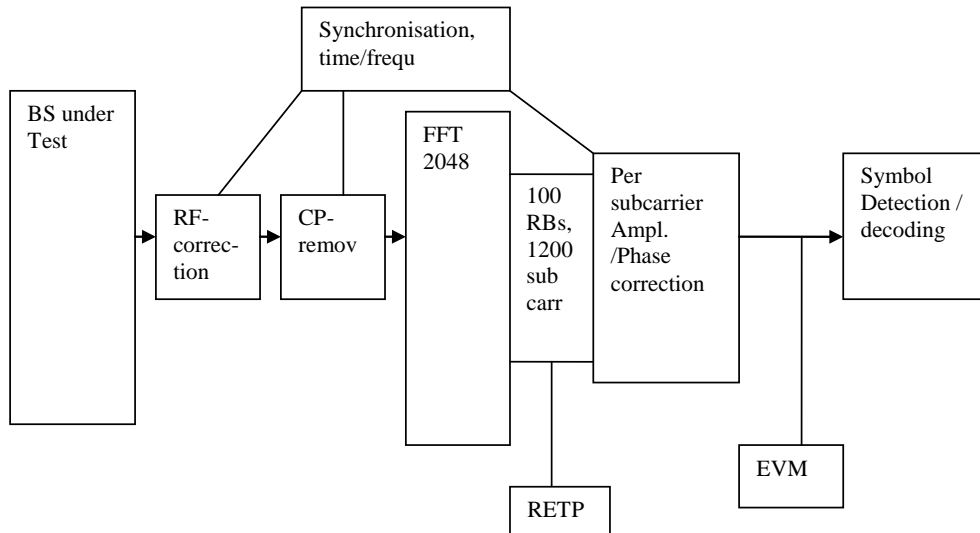 Synchronisation,
time/frequ
BS under
Test
RF-
correc-
tion
CP-
remov
FFT
2048
100
RBs,
1200
sub
carr
Per
subcarrier
Ampl.
/Phase
correction
Symbol
Detection /
decoding
EVM
RETP